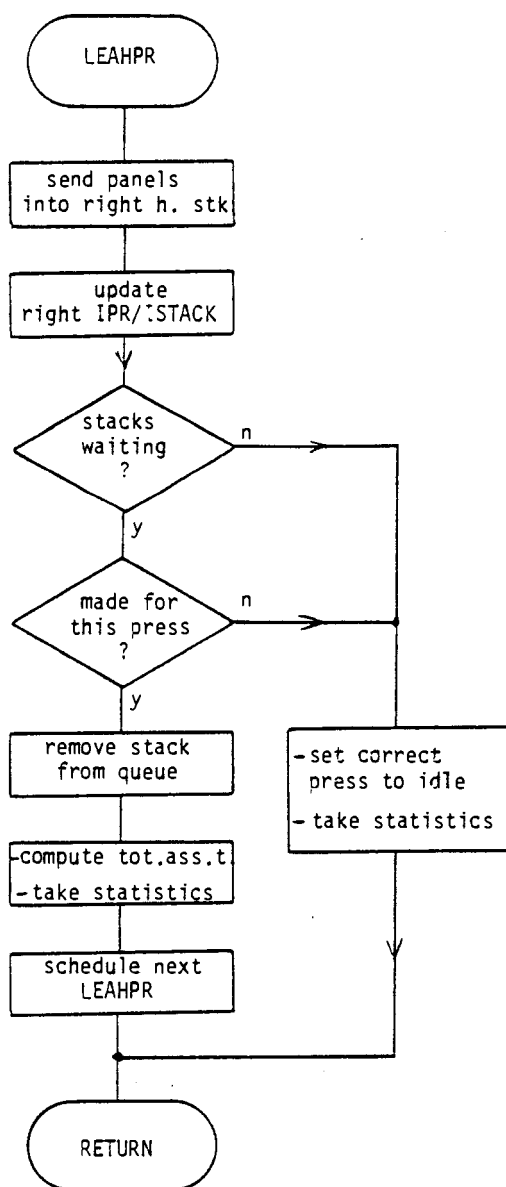 LEAHPR
send panels
into right h. stk
update
right IPR/ISTACK
stacks
waiting
?
n
y
made for
this press
?
n
y
remove stack
from queue
-compute tot.ass.t.
- take statistics
schedule next
LEAHPR
- set correct
press to idle
- take statistics
RETURN